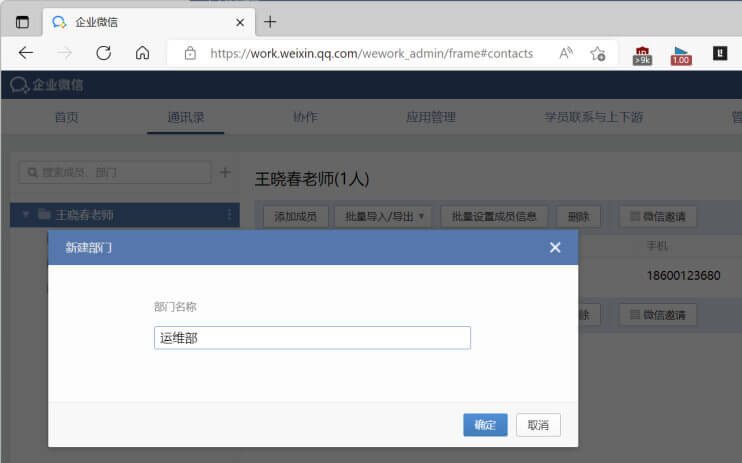 企业微信
https://work.weixin.qq.com/wework_admin/frame#contacts
>9k
1.00
企业微信
首页 通讯录 协作 应用管理 学员联系与上下游 管
搜索成员、部门
王晓春老师(1人)
王晓春老师
添加成员 批量导入/导出 批量设置成员信息 删除 微信邀请
新建部门
手机
18600123680
部门名称
除 微信邀请
运维部
确定 取消